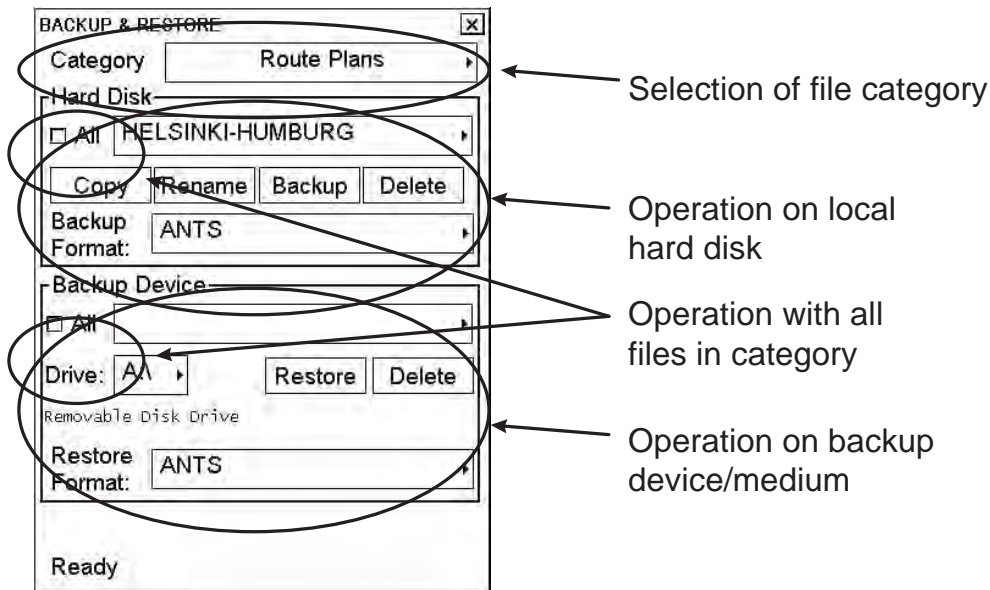 BACKUP & RESTORE
Category Route Plans
Selection of file category
Hard Disk
All HELSINKI-HUMBURG
Copy Rename Backup Delete
Operation on local
hard disk
Backup
Format:
ANTS
Backup Device
All
Operation with all
files in category
Drive: A:\ Restore Delete
Removable Disk Drive
Operation on backup
device/medium
Restore
Format:
ANTS
Ready